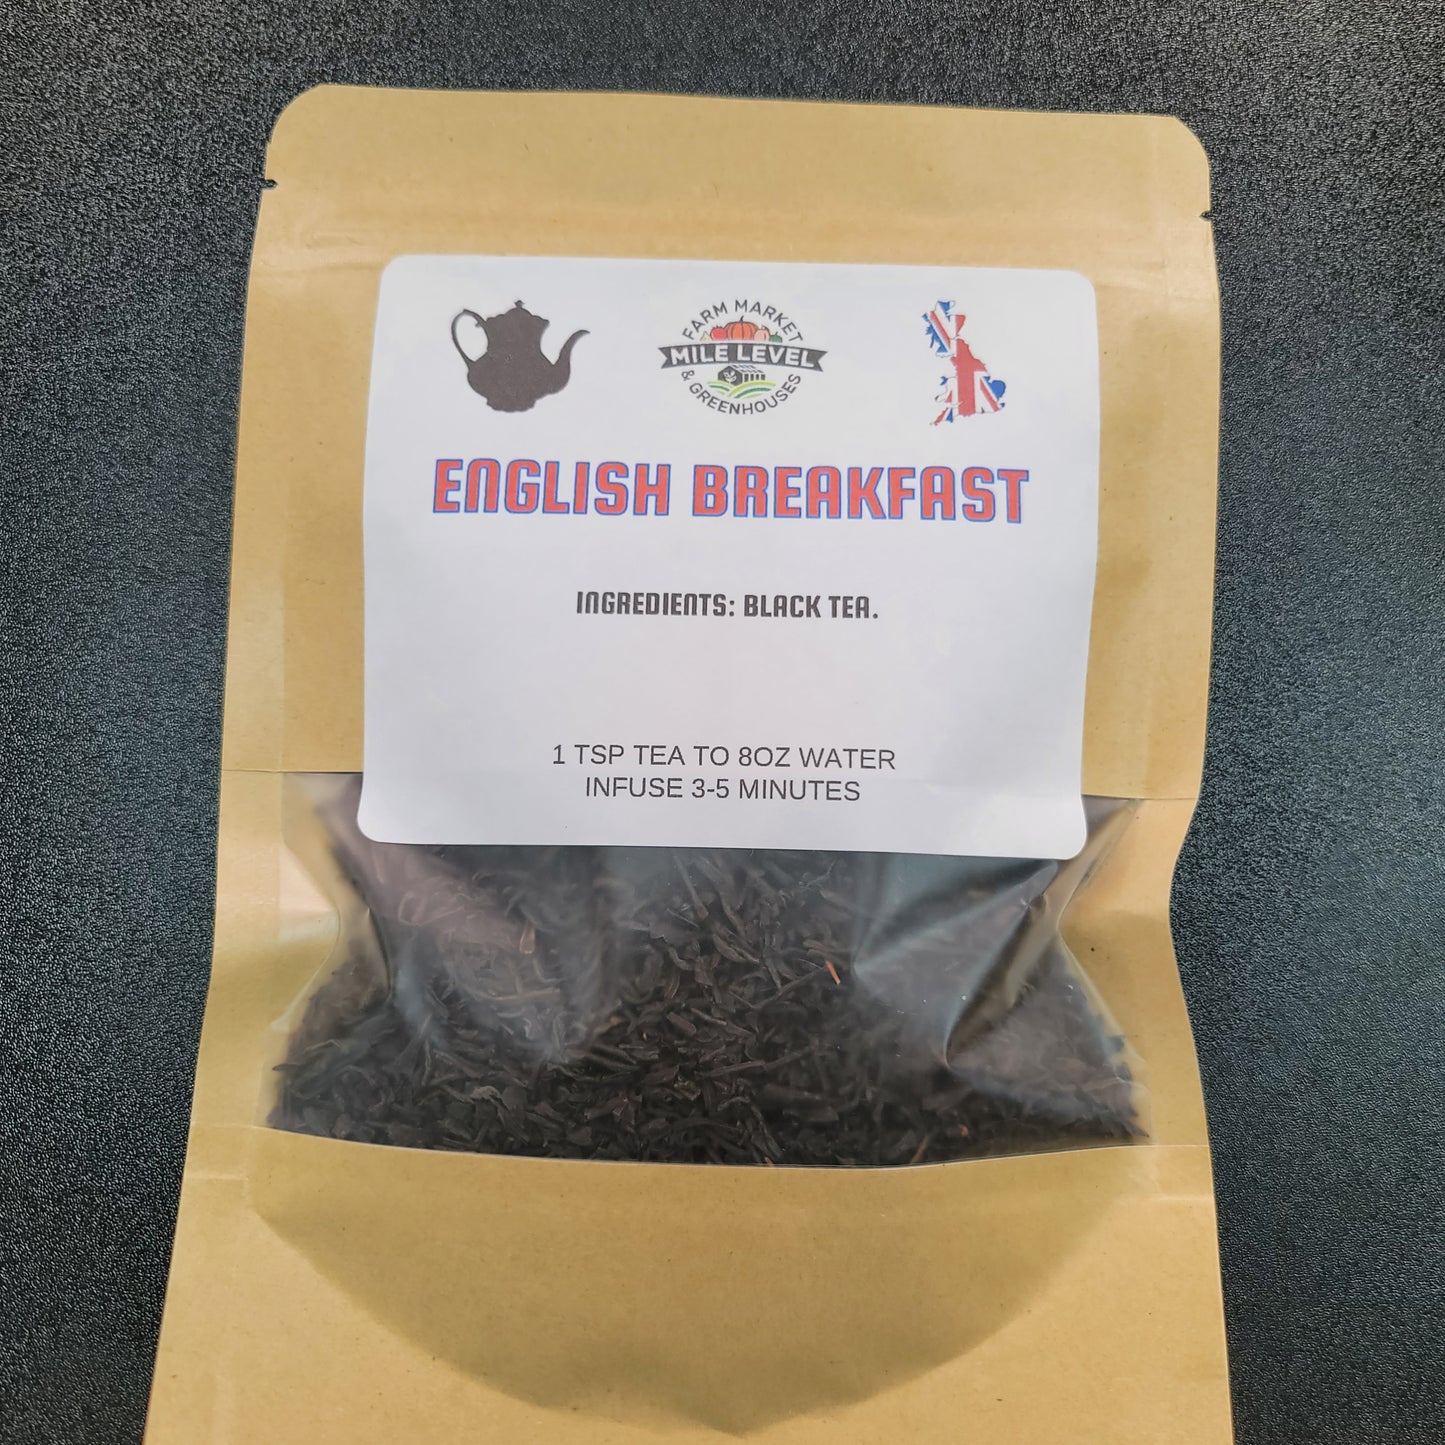 FARM MARKET
MILE LEVEL
& GREENHOUSES
ENGLISH BREAKFAST
INGREDIENTS: BLACK TEA.
1 TSP TEA TO 8OZ WATER
INFUSE 3-5 MINUTES